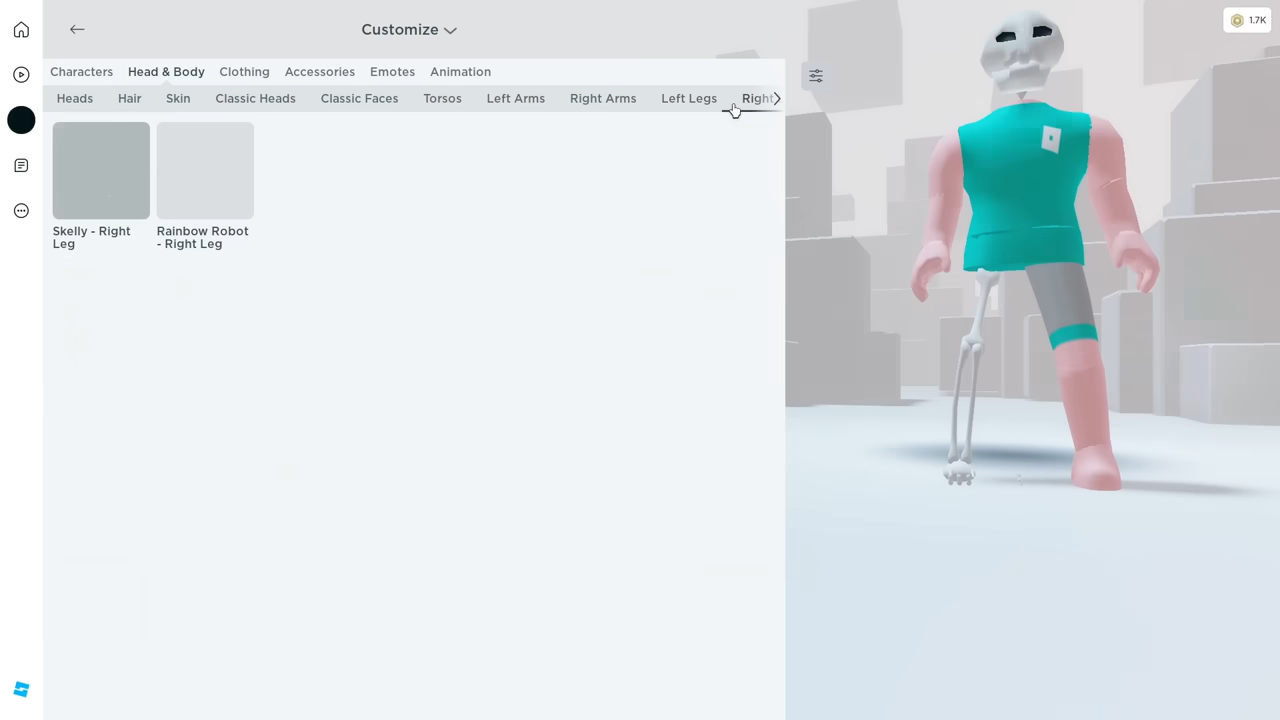 Customize
1.7K
Characters Head & Body Clothing Accessories Emotes Animation
Heads Hair Skin Classic Heads Classic Faces Torsos Left Arms Right Arms Left Legs Right
Skelly - Right
Leg
Rainbow Robot
- Right Leg